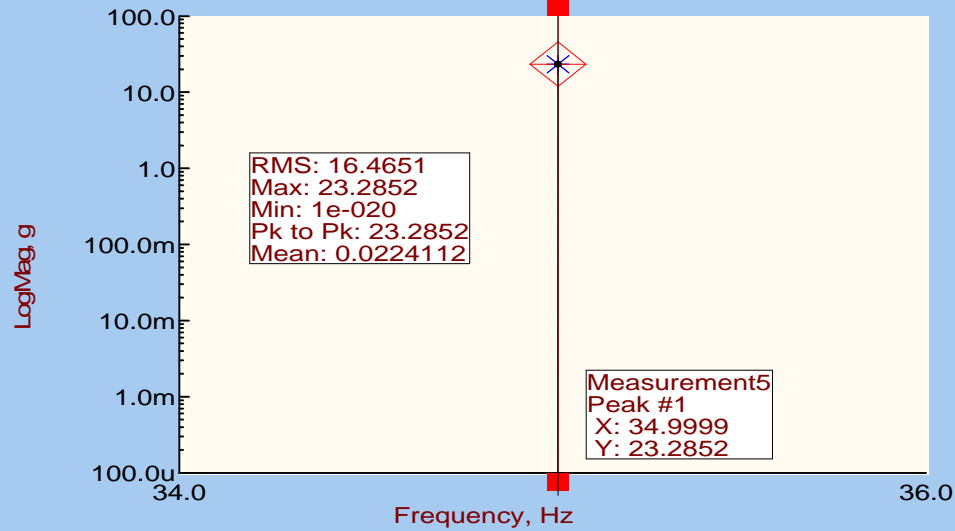 100.0
10.0
1.0
100.0m
10.0m
1.0m
100.0u
LogMag, g
RMS: 16.4651
Max: 23.2852
Min: 1e-020
Pk to Pk: 23.2852
Mean: 0.0224112
Measurement5
Peak #1
X: 34.9999
Y: 23.2852
34.0
36.0
Frequency, Hz